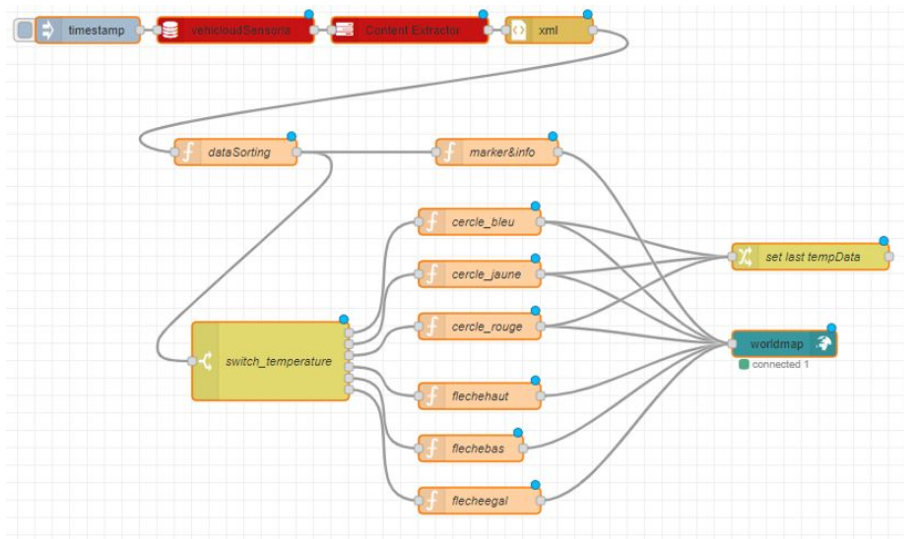 timestamp
vehicloudSensoria
Content Extractor
xml
dataSorting
marker&info
cercle_bleu
set last tempData
cercle_jaune
cercle_rouge
worldmap
connected 1
switch_temperature
flechehaut
flechebas
flecheegal